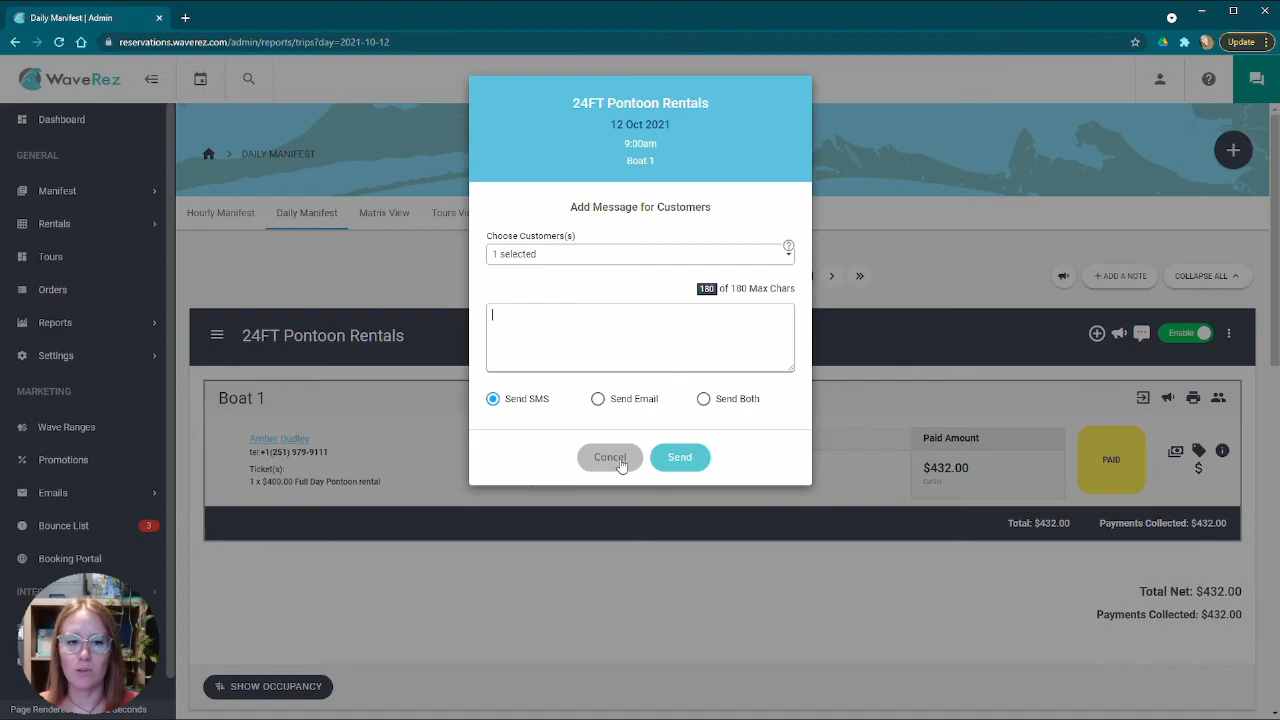 Daily Manifest | Admin
reservations.waverez.com/admin/reports/trips?day=2021-10-12
Update
WaveRez
Dashboard
GENERAL
Manifest
Rentals
Tours
Orders
Reports
Settings
MARKETING
Wave Ranges
Promotions
Emails
Bounce List 3
Booking Portal
DAILY MANIFEST
Hourly Manifest Daily Manifest Matrix View Tours
+ ADD A NOTE COLLAPSE ALL
24FT Pontoon Rentals
Enable
Boat 1
Amber Dudley
tel:+1(251) 979-9111
Ticket(s):
1 x $400.00 Full Day Pontoon rental
Paid Amount
$432.00
CASH
PAID
Total: $432.00 Payments Collected: $432.00
Total Net: $432.00
Payments Collected: $432.00
SHOW OCCUPANCY
24FT Pontoon Rentals
12 Oct 2021
9:00am
Boat 1
Add Message for Customers
Choose Customers(s)
1 selected
180 of 180 Max Chars
Send SMS Send Email Send Both
Cancel Send
Page Rendered
Seconds